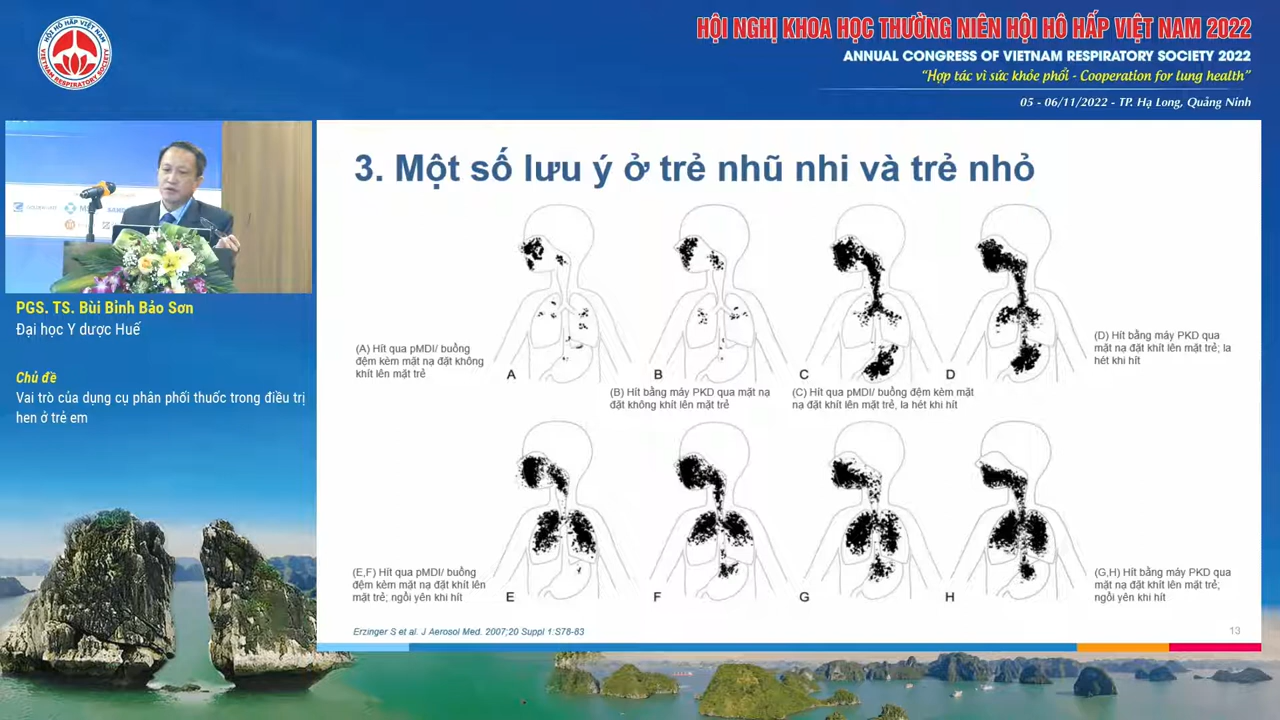 HỘI HÔ HẤP VIỆT NAM
VIETNAM RESPIRATORY SOCIETY
HỘI NGHỊ KHOA HỌC THƯỜNG NIÊN HỘI HÔ HẤP VIỆT NAM 2022
ANNUAL CONGRESS OF VIETNAM RESPIRATORY SOCIETY 2022
“Hợp tác vì sức khỏe phổi - Cooperation for lung health”
05 - 06/11/2022 - TP. Hạ Long, Quảng Ninh
PGS. TS. Bùi Bỉnh Bảo Sơn
Đại học Y dược Huế
Chủ đề
Vai trò của dụng cụ phân phối thuốc trong điều trị
hen ở trẻ em
3. Một số lưu ý ở trẻ nhũ nhi và trẻ nhỏ
(A) Hít qua pMDI/ buồng
đệm kèm mặt nạ đặt không
khít lên mặt trẻ
A
B
C
D
(D) Hít bằng máy PKD qua
mặt nạ đặt khít lên mặt trẻ; la
hét khi hít
(B) Hít bằng máy PKD qua mặt nạ
đặt không khít lên mặt trẻ
(C) Hít qua pMDI/ buồng đệm kèm mặt
nạ đặt khít lên mặt trẻ, la hét khi hít
(E,F) Hít qua pMDI/ buồng
đệm kèm mặt nạ đặt khít lên
mặt trẻ; ngồi yên khi hít
E
F
G
H
(G,H) Hít bằng máy PKD qua
mặt nạ đặt khít lên mặt trẻ;
ngồi yên khi hít
Erzinger S et al. J Aerosol Med. 2007;20 Suppl 1:S78-83
13